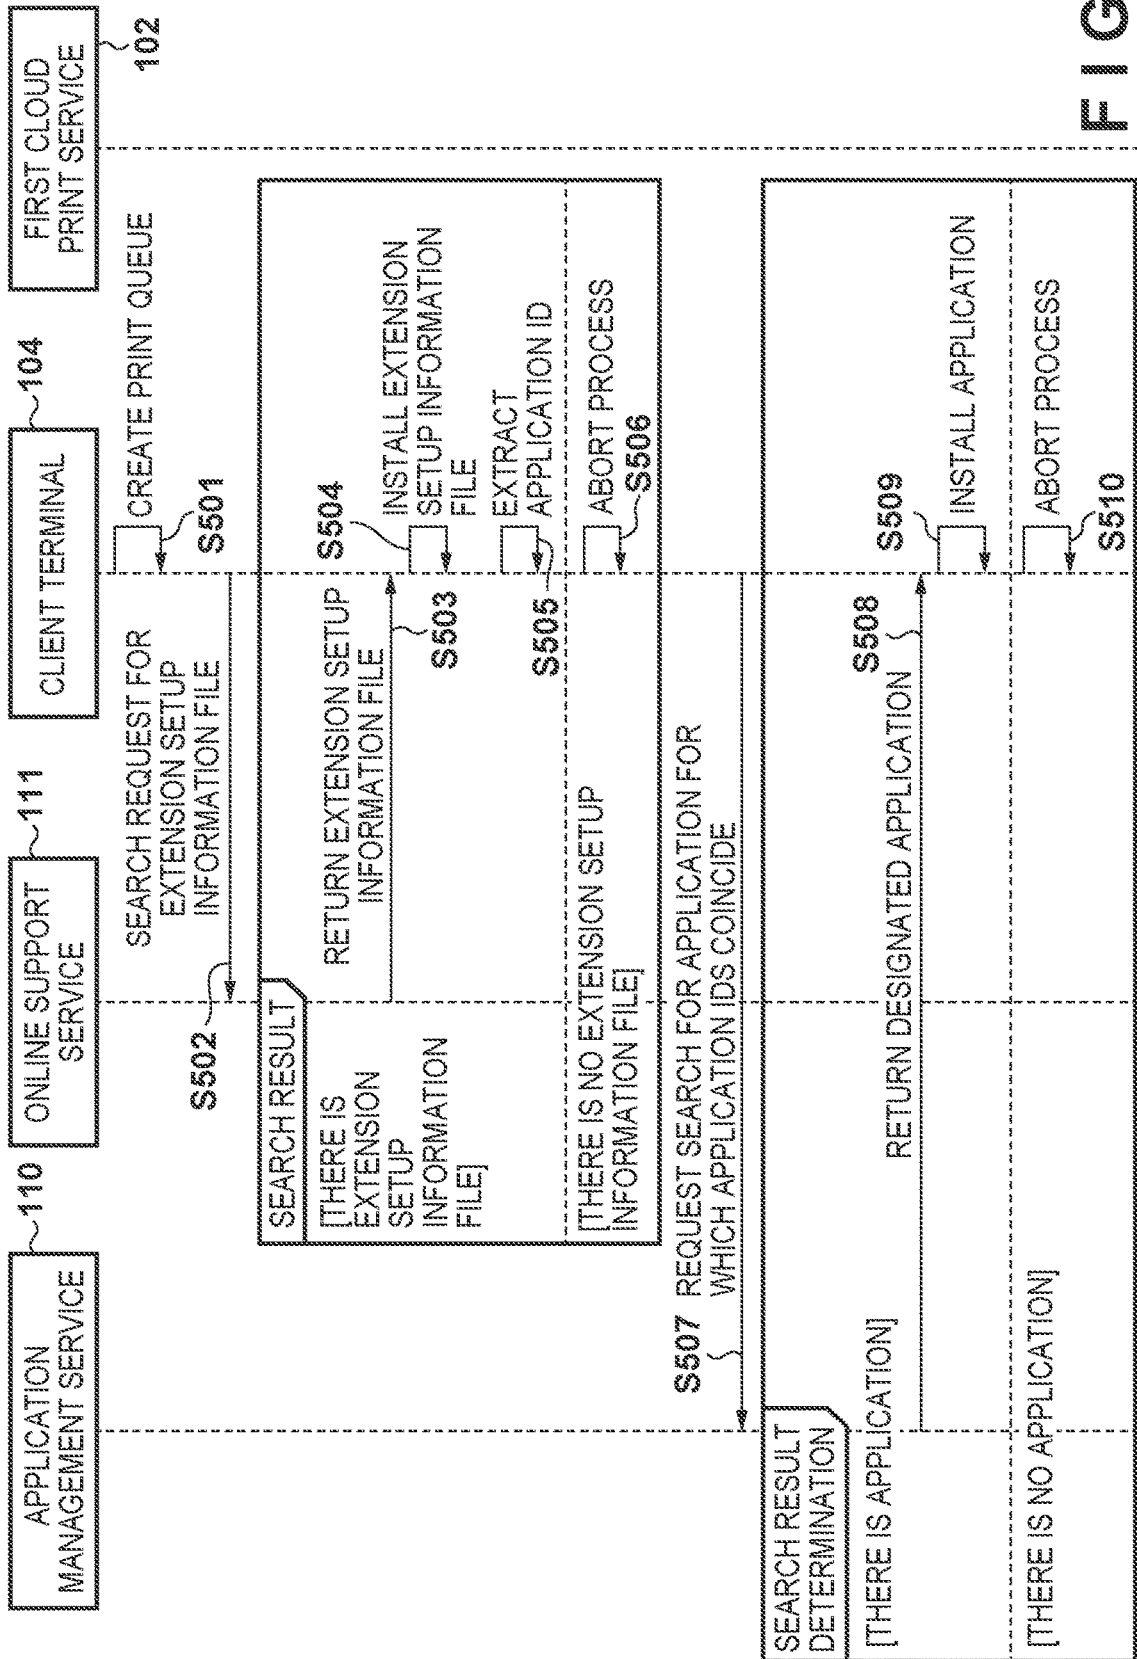 APPLICATION
MANAGEMENT SERVICE
110
ONLINE SUPPORT
SERVICE
111
CLIENT TERMINAL
104
FIRST CLOUD
PRINT SERVICE
102
CREATE PRINT QUEUE
S501
SEARCH REQUEST FOR
EXTENSION SETUP
INFORMATION FILE
S502
SEARCH RESULT
[THERE IS
EXTENSION
SETUP
INFORMATION
FILE]
RETURN EXTENSION SETUP
INFORMATION FILE
S503
S504
INSTALL EXTENSION
SETUP INFORMATION
FILE
EXTRACT
APPLICATION ID
S505
[THERE IS NO EXTENSION SETUP
INFORMATION FILE]
ABORT PROCESS
S506
S507
REQUEST SEARCH FOR APPLICATION FOR
WHICH APPLICATION IDS COINCIDE
SEARCH RESULT
DETERMINATION
[THERE IS APPLICATION]
RETURN DESIGNATED APPLICATION
S508
S509
INSTALL APPLICATION
[THERE IS NO APPLICATION]
ABORT PROCESS
S510
FIG